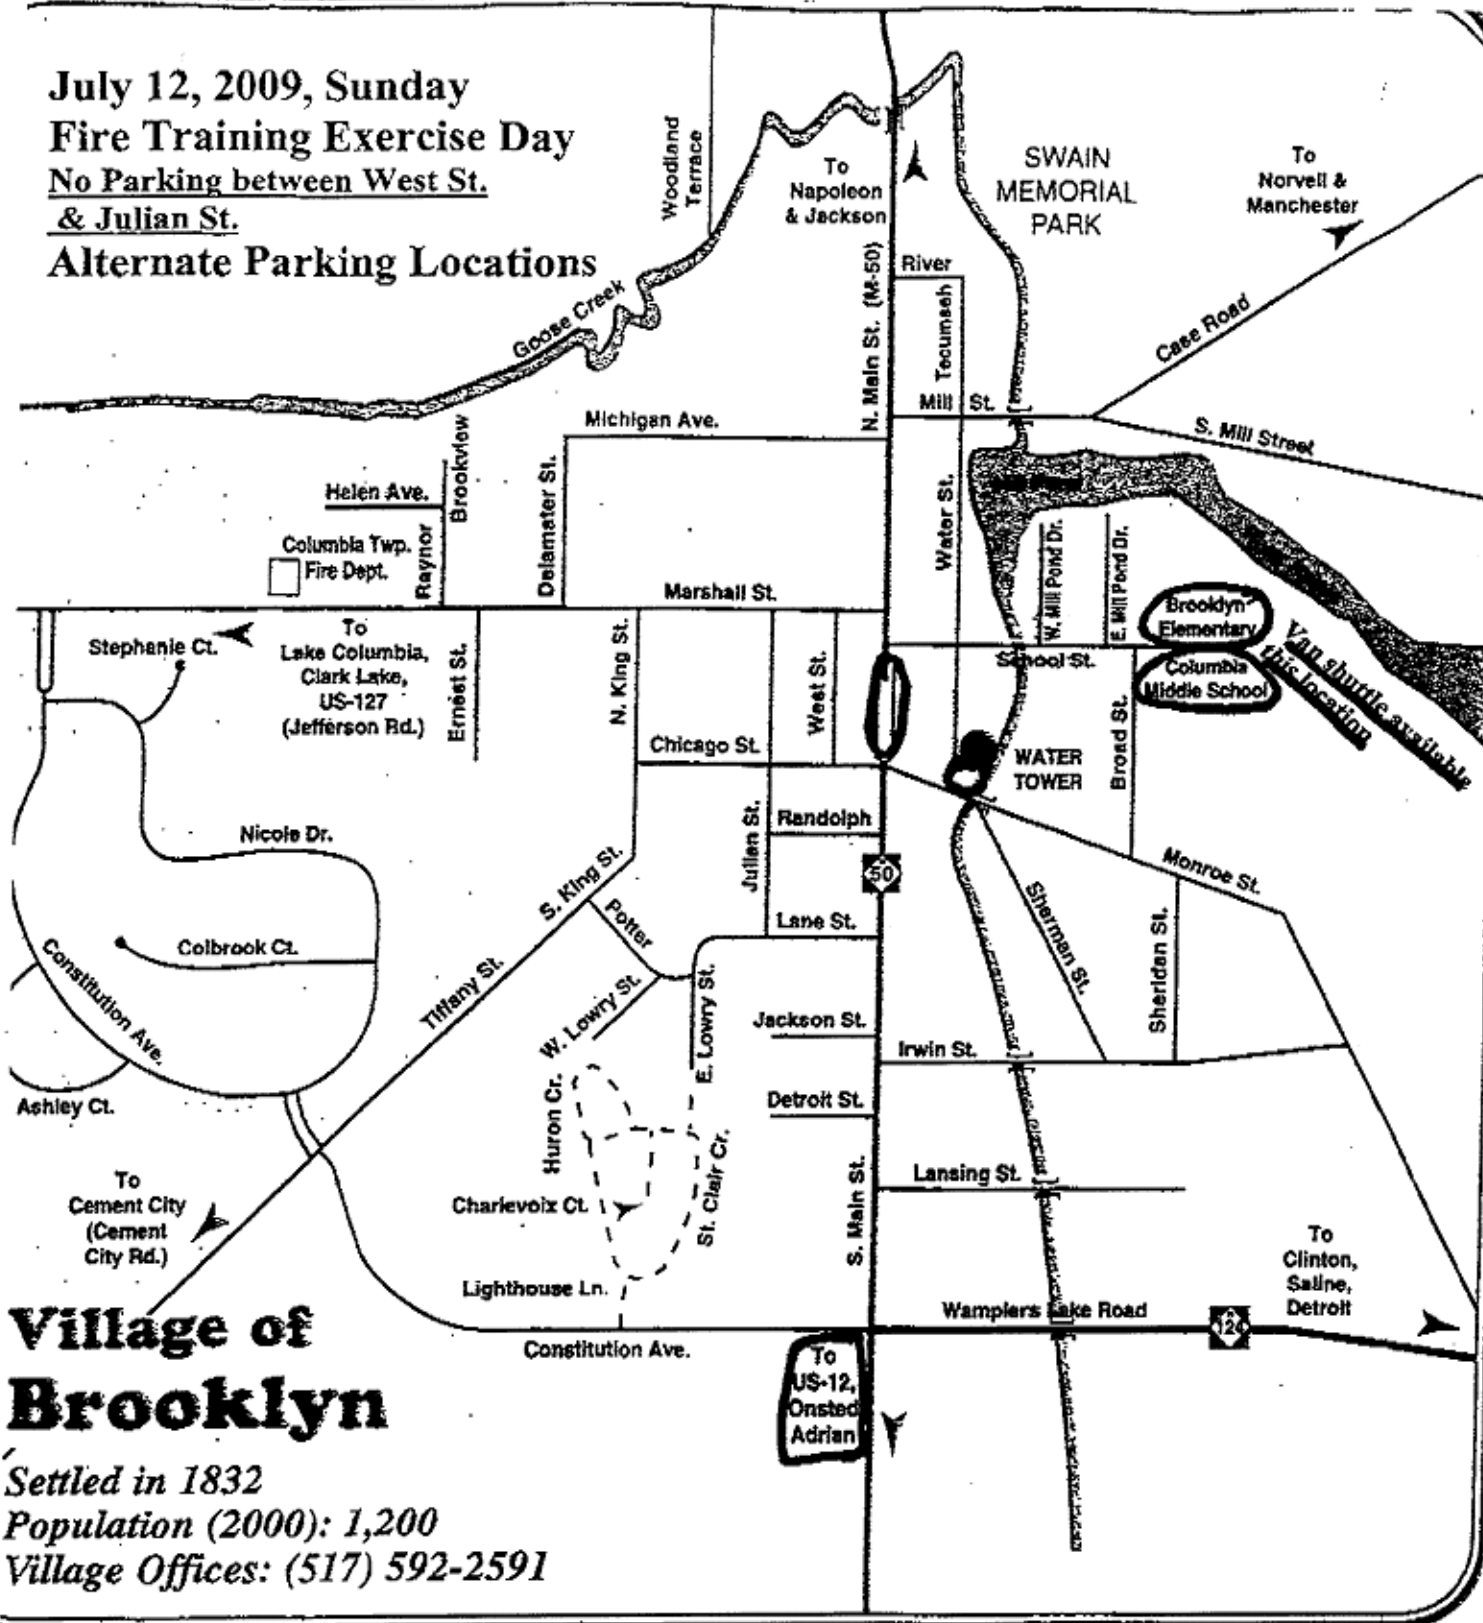 July 12, 2009, Sunday
Fire Training Exercise Day
No Parking between West St.
& Julian St.
Alternate Parking Locations
Woodland
Terrace
To
Napoleon
& Jackson
SWAIN
MEMORIAL
PARK
To
Norvell &
Manchester
Goose Creek
N. Main St. (M-50)
River
Tecumseh
Mill
Case Road
Mill St.
S. Mill Street
Michigan Ave.
Brookview
Helen Ave.
Raynor
Delamater St.
Columbia Twp.
Fire Dept.
Marshall St.
Water St.
W. Mill Pond Dr.
E. Mill Pond Dr.
Brooklyn
Elementary
School St.
Columbia
Middle School
Van shuttle available
this location
Stephanie Ct.
To
Lake Columbia,
Clark Lake,
US-127
(Jefferson Rd.)
Ernest St.
N. King St.
West St.
Chicago St.
WATER
TOWER
Broad St.
Nicole Dr.
Julian St.
Randolph
50
Monroe St.
S. King St.
Potter
Lane St.
Sherman St.
Sheridan St.
Colbrook Ct.
Constitution Ave.
Tiffany St.
W. Lowry St.
E. Lowry St.
Jackson St.
Irwin St.
Ashley Ct.
Huron Cr.
Detroit St.
To
Cement City
(Cement
City Rd.)
Charlevoix Ct.
St. Clair Cr.
S. Main St.
Lansing St.
To
Clinton,
Saline,
Detroit
Lighthouse Ln.
Wamplers Lake Road
124
Constitution Ave.
To
US-12,
Onsted
Adrian
Village of
Brooklyn
Settled in 1832
Population (2000): 1,200
Village Offices: (517) 592-2591